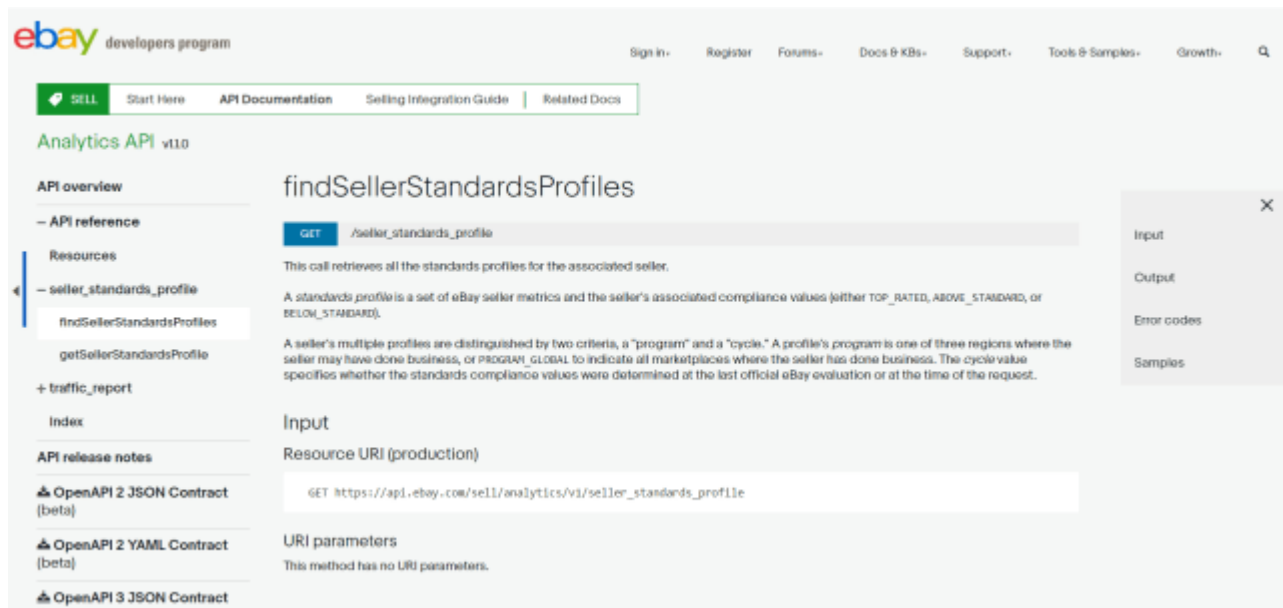 ebay developers program
Sign in
Register
Forums
Docs & KBs
Support
Tools & Samples
Growth
SELL
Start Here
API Documentation
Selling Integration Guide
Related Docs
Analytics API v1.1.0
API overview
– API reference
Resources
– seller_standards_profile
findSellerStandardsProfiles
getSellerStandardsProfile
+ traffic_report
Index
API release notes
OpenAPI 2 JSON Contract
(beta)
OpenAPI 2 YAML Contract
(beta)
OpenAPI 3 JSON Contract
findSellerStandardsProfiles
GET /seller_standards_profile
This call retrieves all the standards profiles for the associated seller.
A standards profile is a set of eBay seller metrics and the seller's associated compliance values (either TOP_RATED, ABOVE_STANDARD, or
BELOW_STANDARD).
A seller's multiple profiles are distinguished by two criteria, a "program" and a "cycle." A profile's program is one of three regions where the
seller may have done business, or PROGRAM_GLOBAL to indicate all marketplaces where the seller has done business. The cycle value
specifies whether the standards compliance values were determined at the last official eBay evaluation or at the time of the request.
Input
Resource URI (production)
GET https://api.ebay.com/sell/analytics/v1/seller_standards_profile
URI parameters
This method has no URI parameters.
Input
Output
Error codes
Samples